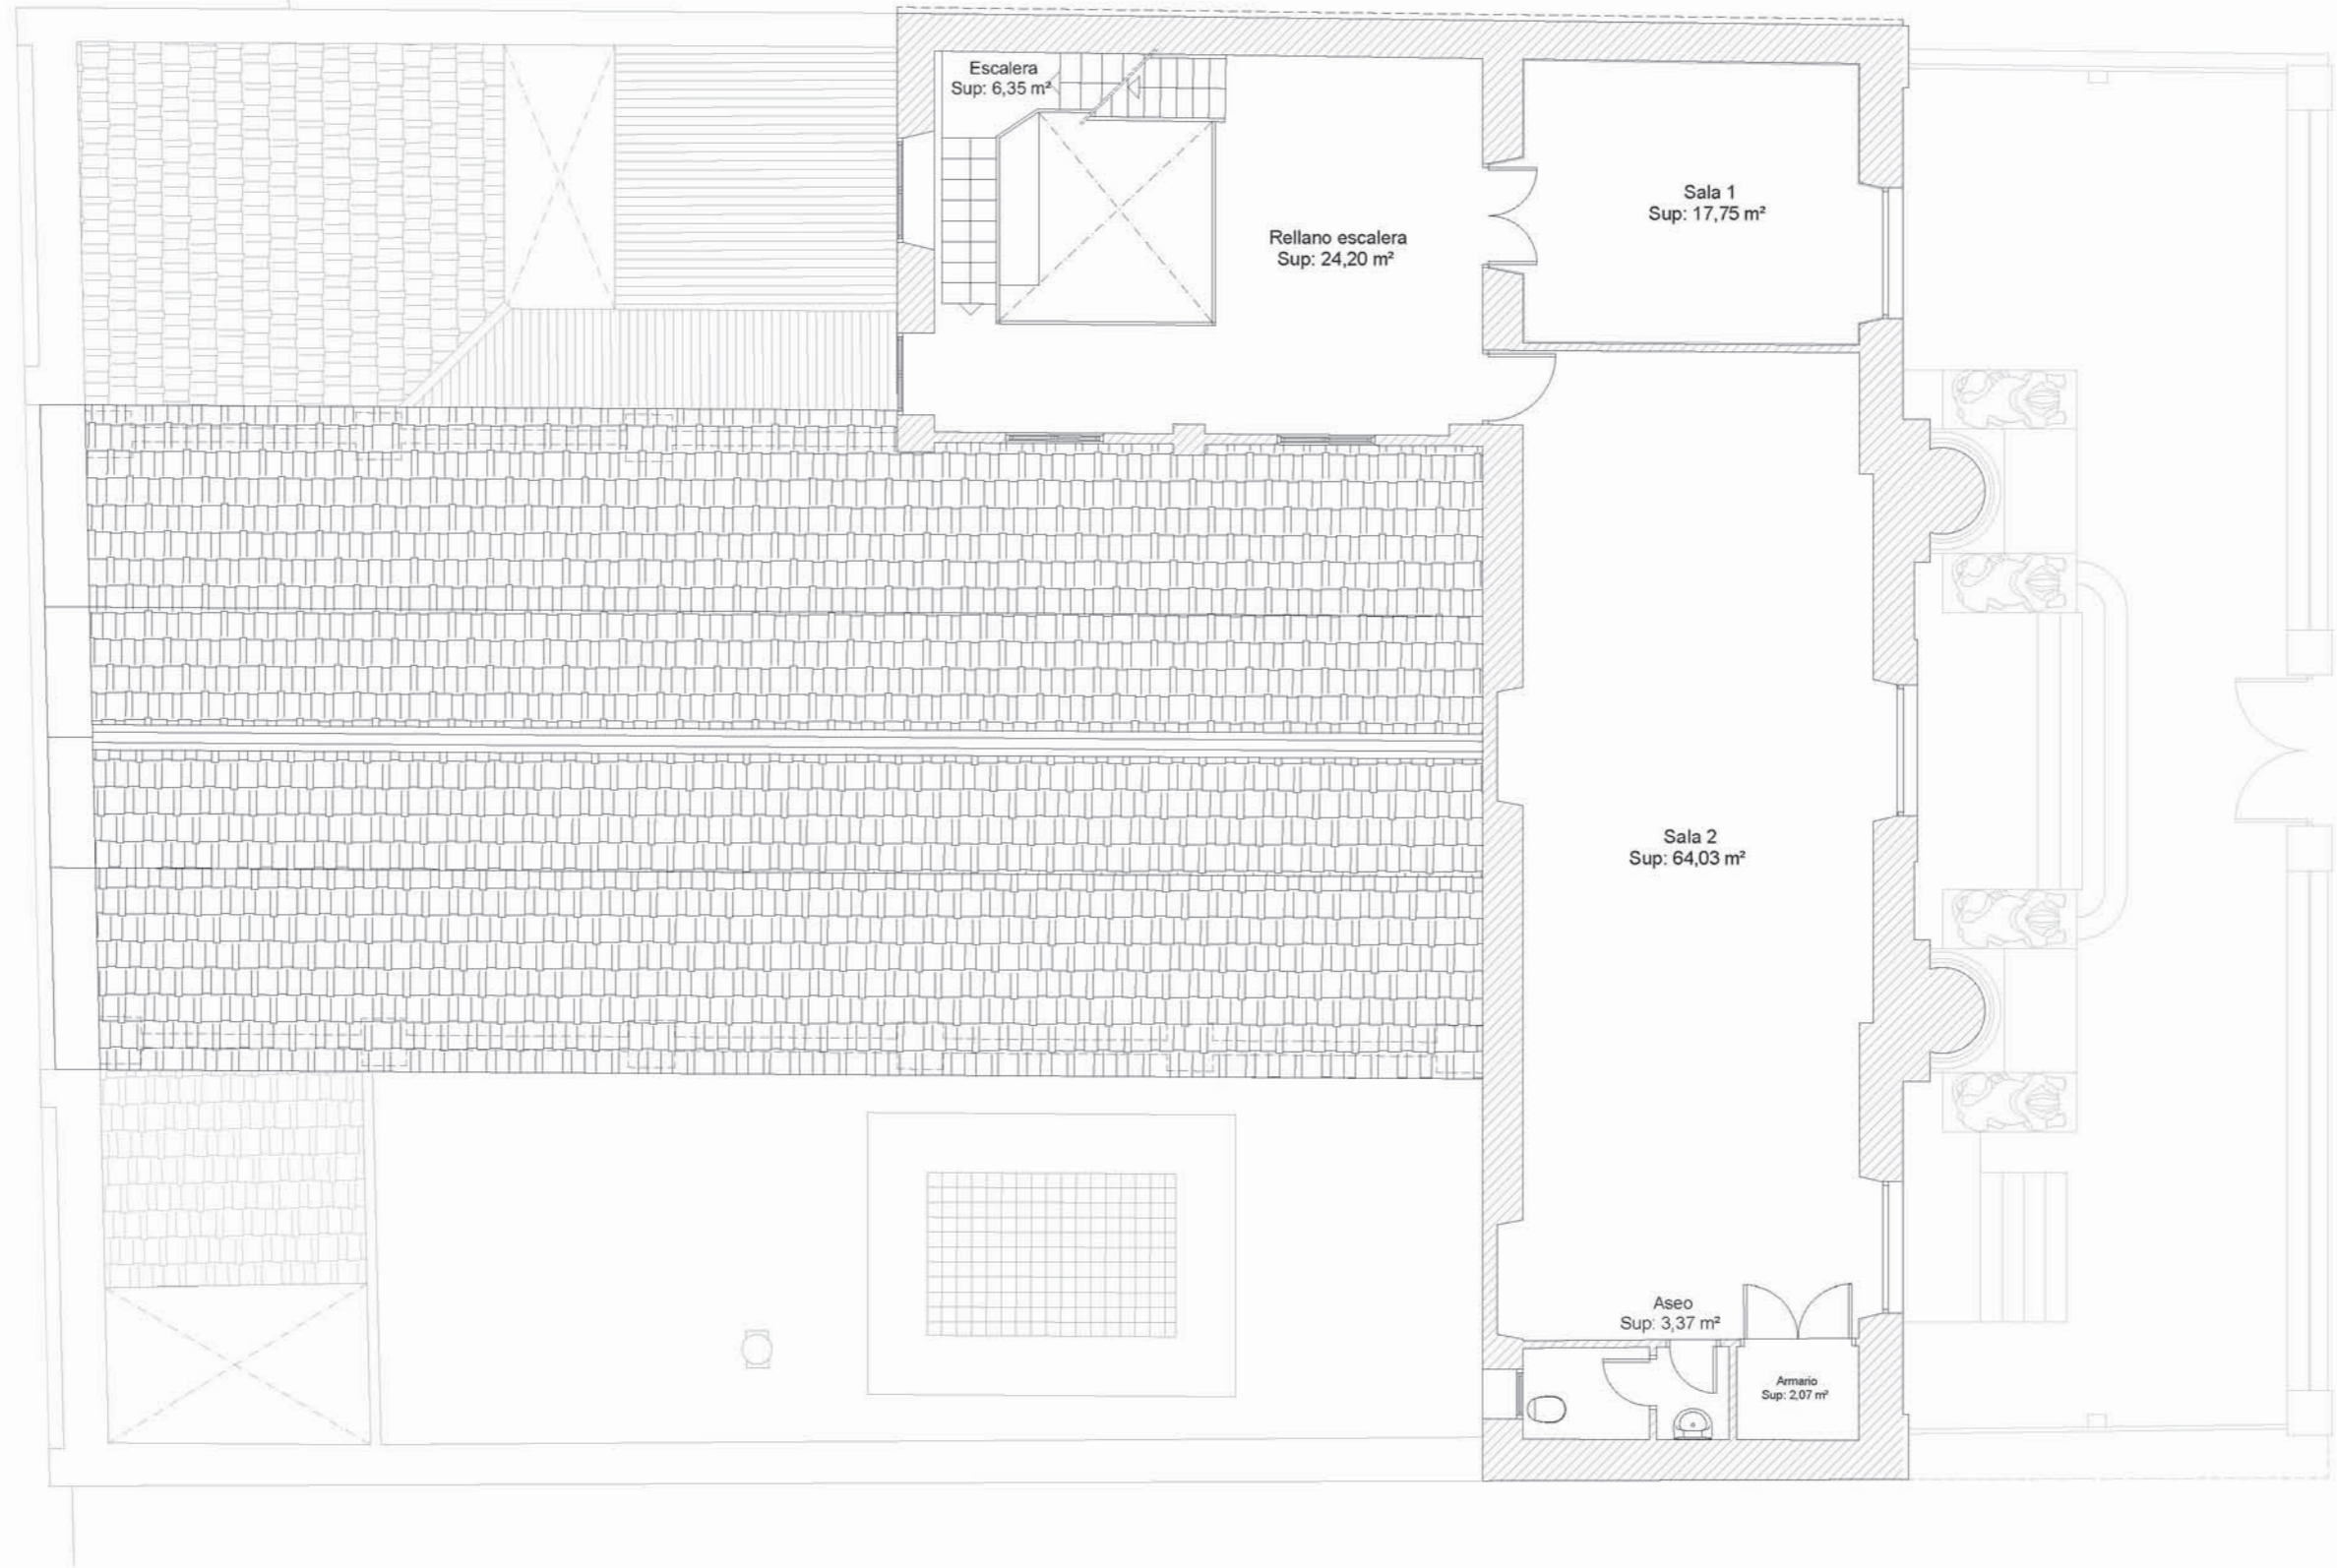 Escalera
Sup: 6,35 m²
Sala 1
Sup: 17,75 m²
Rellano escalera
Sup: 24,20 m²
Sala 2
Sup: 64,03 m²
Aseo
Sup: 3,37 m²
Armario
Sup: 2,07 m²